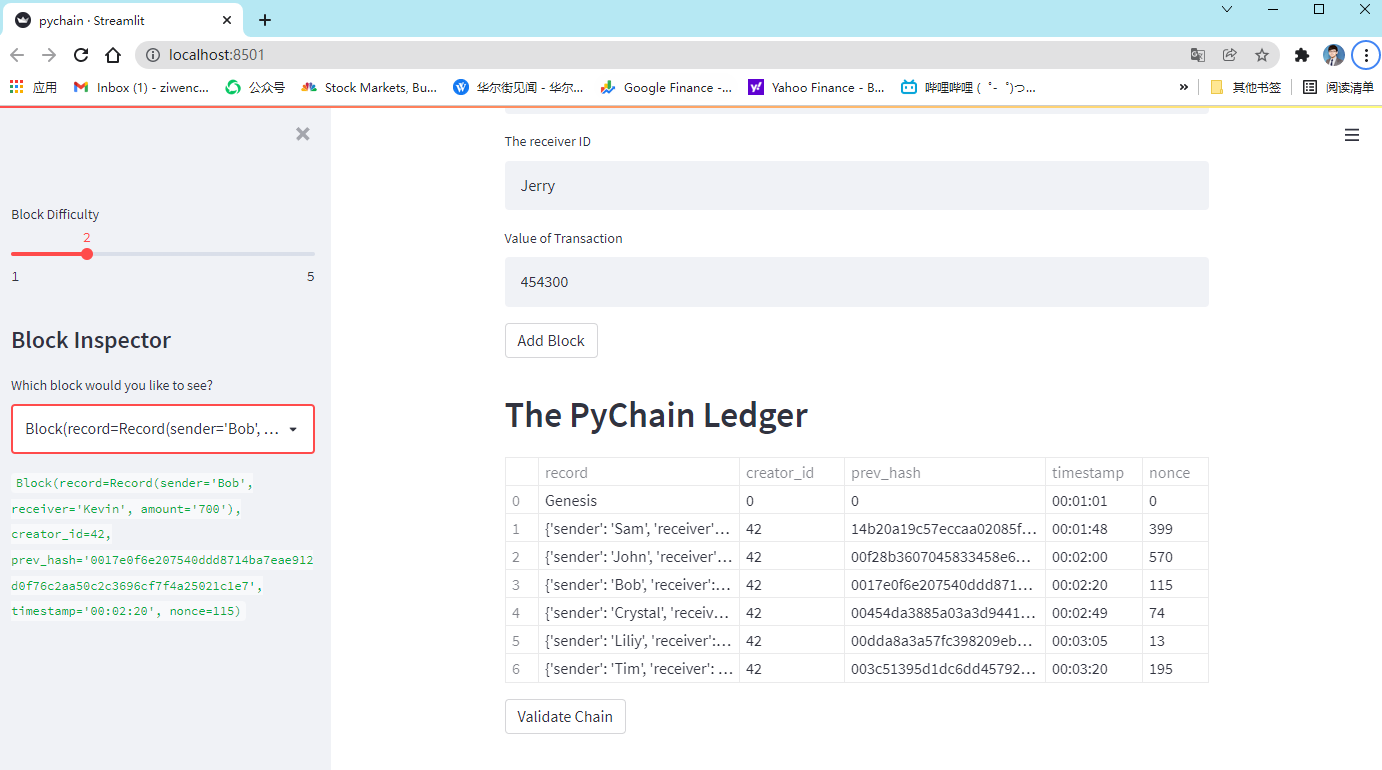 pychain · Streamlit
localhost:8501
应用
Inbox (1) - ziwenc...
公众号
Stock Markets, Bu...
华尔街见闻 - 华尔...
Google Finance -...
Yahoo Finance - B...
哔哩哔哩 ( ゜- ゜)つ...
»
其他书签
阅读清单
Block Difficulty
2
1
5
Block Inspector
Which block would you like to see?
Block(record=Record(sender='Bob', ...
Block(record=Record(sender='Bob',
receiver='Kevin', amount='700'),
creator_id=42,
prev_hash='0017e0f6e207540ddd8714ba7eae912
d0f76c2aa50c2c3696cf7f4a25021c1e7',
timestamp='00:02:20', nonce=115)
The receiver ID
Jerry
Value of Transaction
454300
Add Block
The PyChain Ledger
record creator_id prev_hash timestamp nonce
0 Genesis 0 0 00:01:01 0
1 {'sender': 'Sam', 'receiver'... 42 14b20a19c57eccaa02085f... 00:01:48 399
2 {'sender': 'John', 'receiver'... 42 00f28b3607045833458e6... 00:02:00 570
3 {'sender': 'Bob', 'receiver':... 42 0017e0f6e207540ddd871... 00:02:20 115
4 {'sender': 'Crystal', 'receiv... 42 00454da3885a03a3d9441... 00:02:49 74
5 {'sender': 'Liliy', 'receiver':... 42 00dda8a3a57fc398209eb... 00:03:05 13
6 {'sender': 'Tim', 'receiver': ... 42 003c51395d1dc6dd45792... 00:03:20 195
Validate Chain